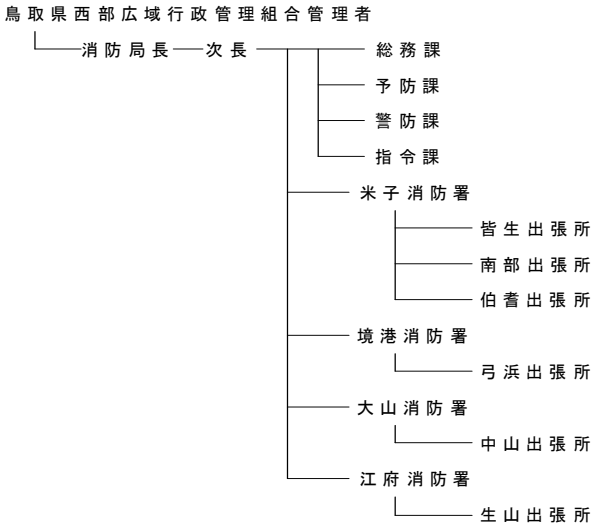 鳥取県西部広域行政管理組合管理者
消防局長 次長 総務課
予防課
警防課
指令課
米子消防署
皆生出張所
南部出張所
伯耆出張所
境港消防署
弓浜出張所
大山消防署
中山出張所
江府消防署
生山出張所